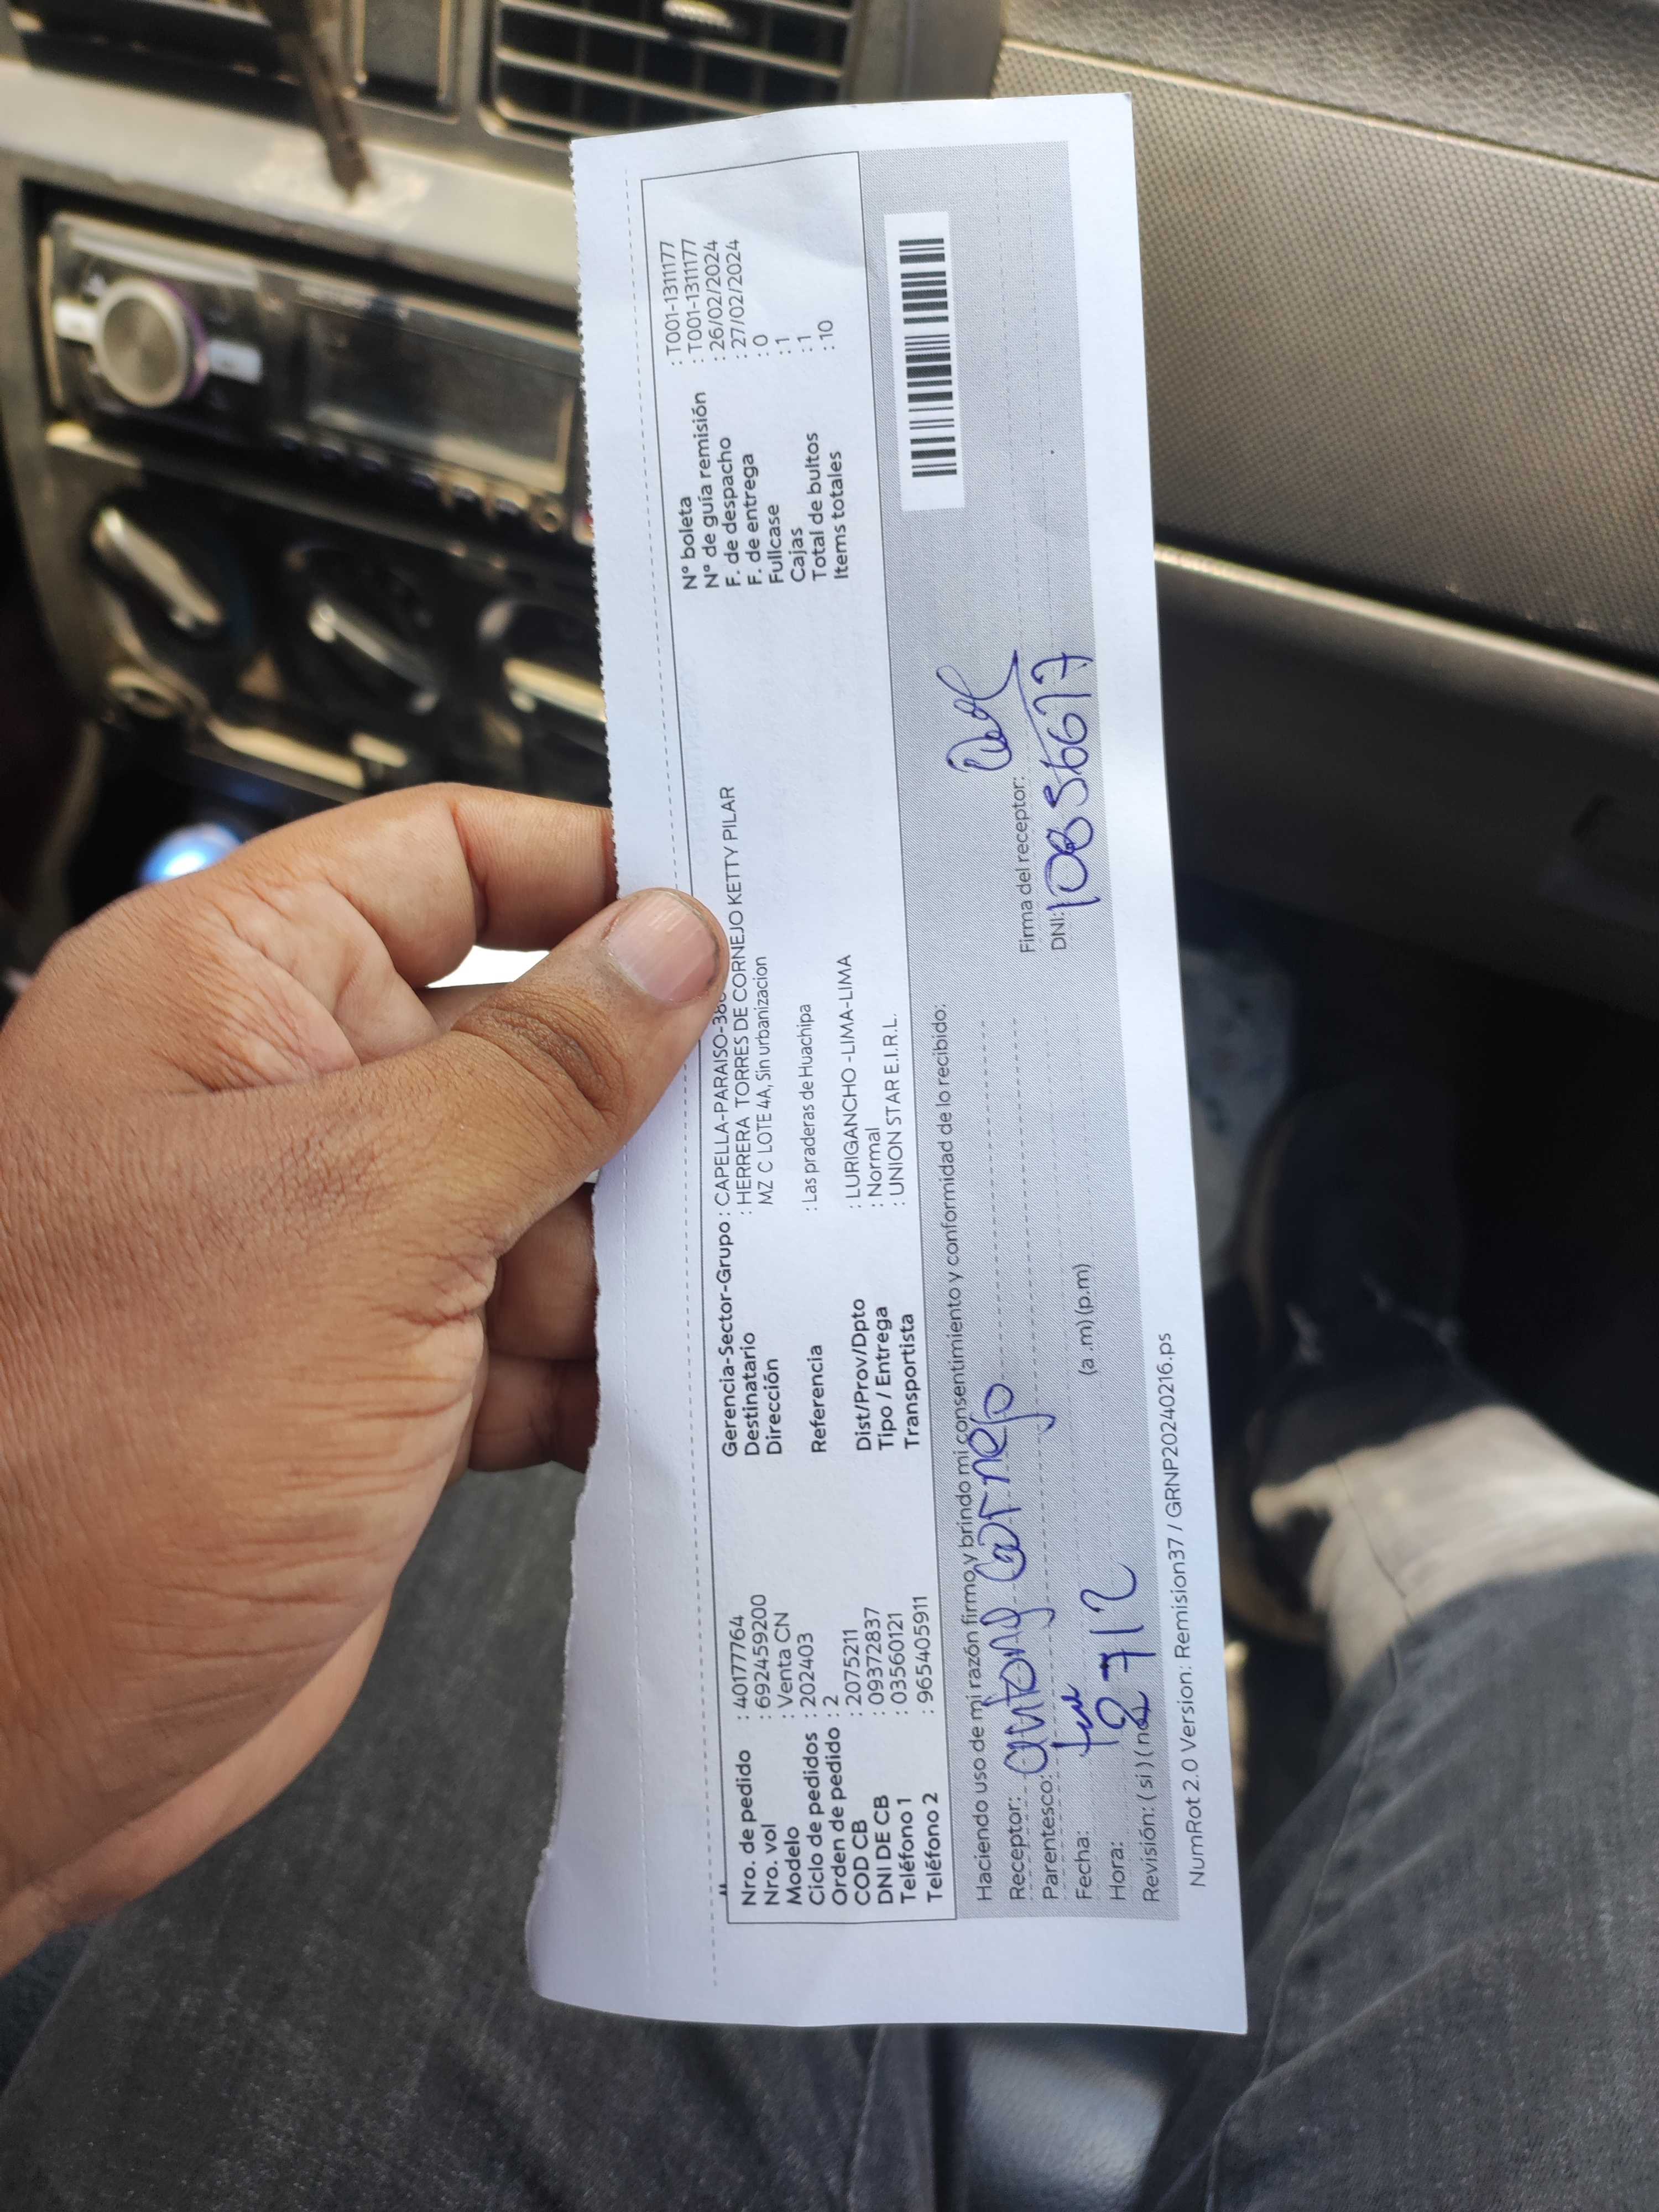 Nro. de pedido : 40177764
Nro. vol : 692459200
Modelo : Venta CN
Ciclo de pedidos : 202403
Orden de pedido : 2
COD CB : 2075211
DNI DE CB : 09372837
Teléfono 1 : 03560121
Teléfono 2 : 965405911
Gerencia-Sector-Grupo : CAPELLA-PARAISO-
Destinatario : HERRERA TORRES DE CORNEJO KETTY PILAR
Dirección MZ C LOTE 4A, Sin urbanizacion
Referencia : Las praderas de Huachipa
Dist/Prov/Dpto : LURIGANCHO -LIMA-LIMA
Tipo / Entrega : Normal
Transportista : UNION STAR E.I.R.L.
N° boleta : T001-1311177
N° de guía remisión : T001-1311177
F. de despacho : 26/02/2024
F. de entrega : 27/02/2024
Fullcase : 0
Cajas : 1
Total de bultos : 1
Items totales : 10
Haciendo uso de mi razón firmo y brindo mi consentimiento y conformidad de lo recibido:
Receptor: antony Cornejo
Parentesco:
Fecha: 27/2
Hora: (a .m) (p.m)
Revisión: ( si ) ( no
Firma del receptor:
DNI: 10856677
NumRot 2.0 Version: Remision37 / GRNP20240216.ps